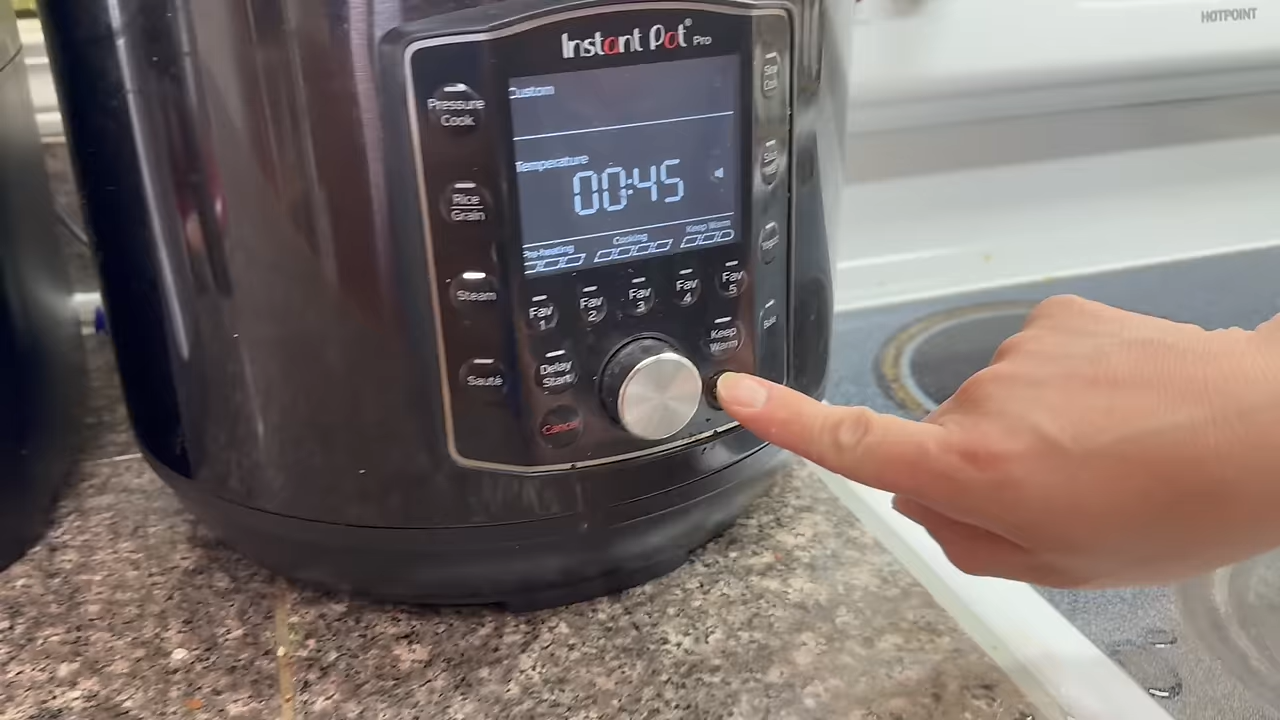 HOTPOINT
Instant Pot® Pro
Custom
Temperature
00:45
Pre-heating
Cooking
Keep Warm
Pressure
Cook
Rice
Grain
Steam
Sauté
Fav
1
Fav
2
Fav
3
Fav
4
Fav
5
Delay
Start
Keep
Warm
Cancel
Yogurt